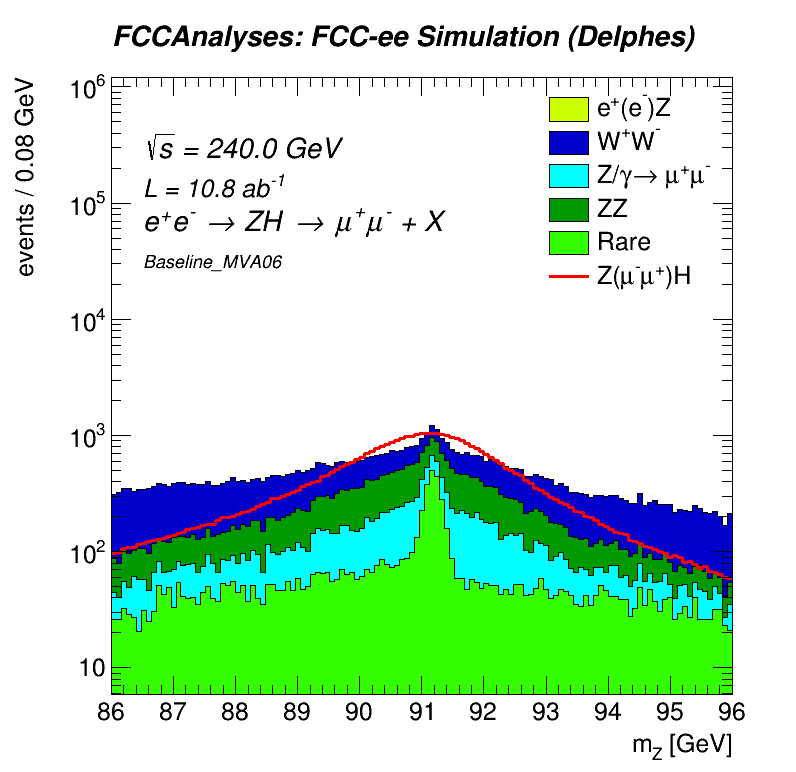 FCCAnalyses: FCC-ee Simulation (Delphes)
events / 0.08 GeV
10⁶
10⁵
10⁴
10³
10²
10
√s = 240.0 GeV
L = 10.8 ab⁻¹
e⁺e⁻ → ZH → μ⁺μ⁻ + X
Baseline_MVA06
e⁺(e⁻)Z
W⁺W⁻
Z/γ→ μ⁺μ⁻
ZZ
Rare
Z(μ⁻μ⁺)H
86 87 88 89 90 91 92 93 94 95 96
m_Z [GeV]